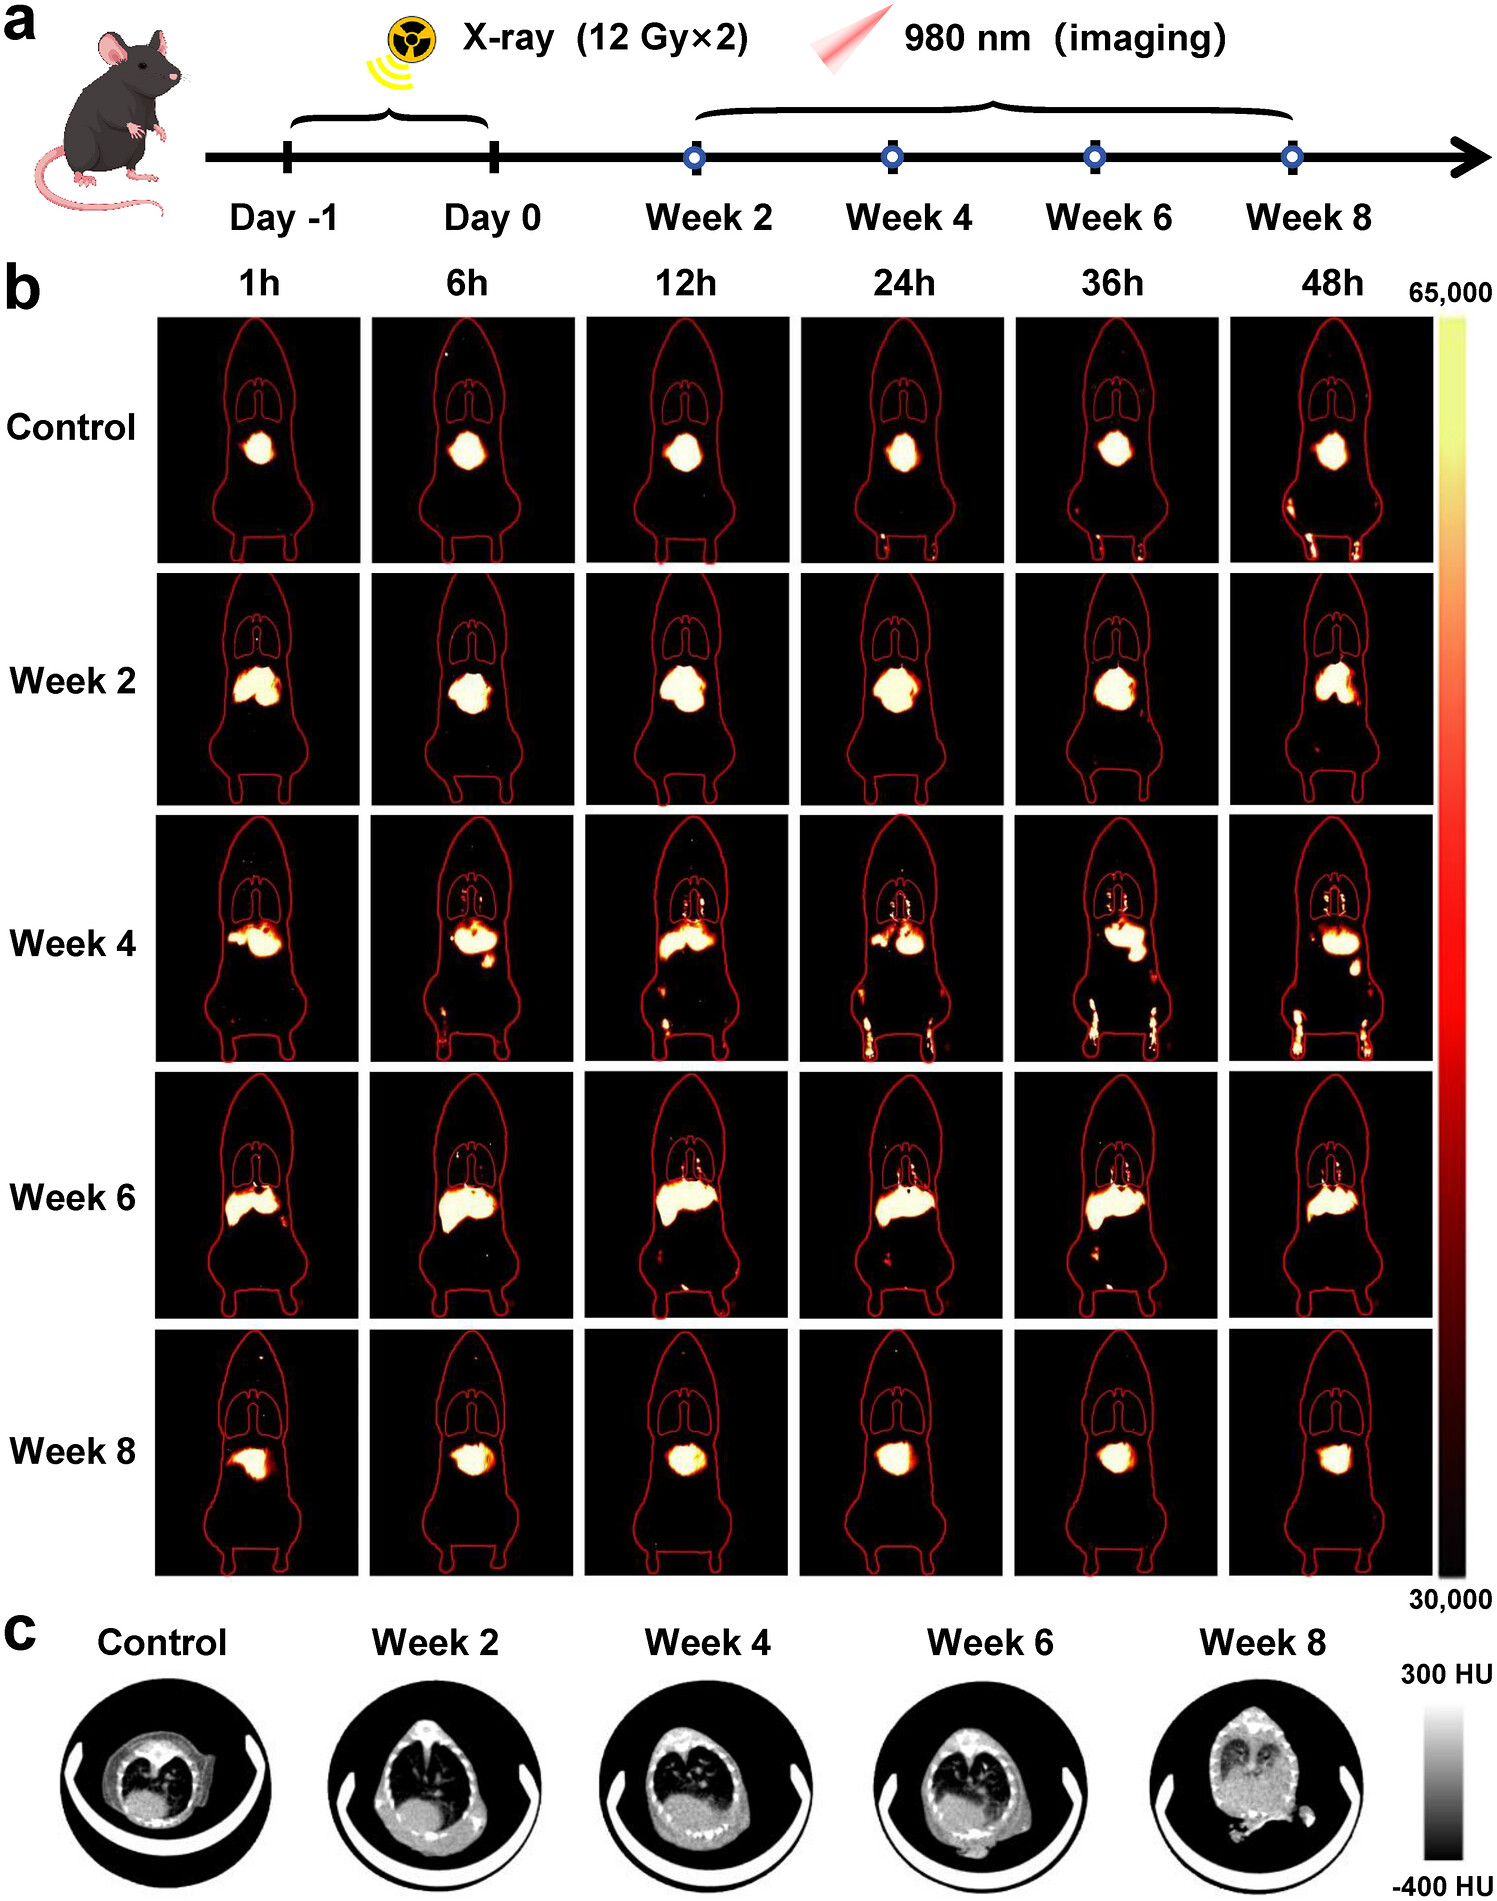 a
X-ray (12 Gy×2)
980 nm (imaging)
Day -1
Day 0
Week 2
Week 4
Week 6
Week 8
b
1h
6h
12h
24h
36h
48h
65,000
Control
Week 2
Week 4
Week 6
Week 8
30,000
c
Control
Week 2
Week 4
Week 6
Week 8
300 HU
-400 HU